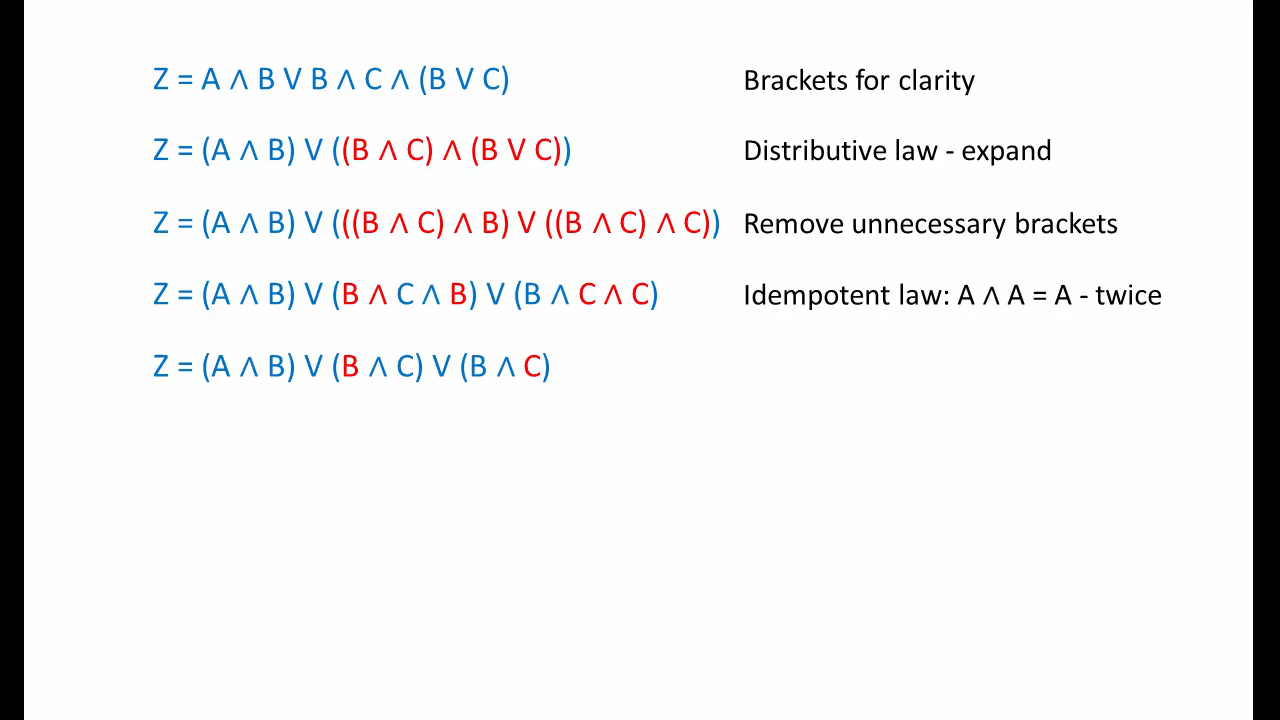 Z = A ∧ B V B ∧ C ∧ (B V C) Brackets for clarity
Z = (A ∧ B) V ((B ∧ C) ∧ (B V C)) Distributive law - expand
Z = (A ∧ B) V (((B ∧ C) ∧ B) V ((B ∧ C) ∧ C)) Remove unnecessary brackets
Z = (A ∧ B) V (B ∧ C ∧ B) V (B ∧ C ∧ C) Idempotent law: A ∧ A = A - twice
Z = (A ∧ B) V (B ∧ C) V (B ∧ C)